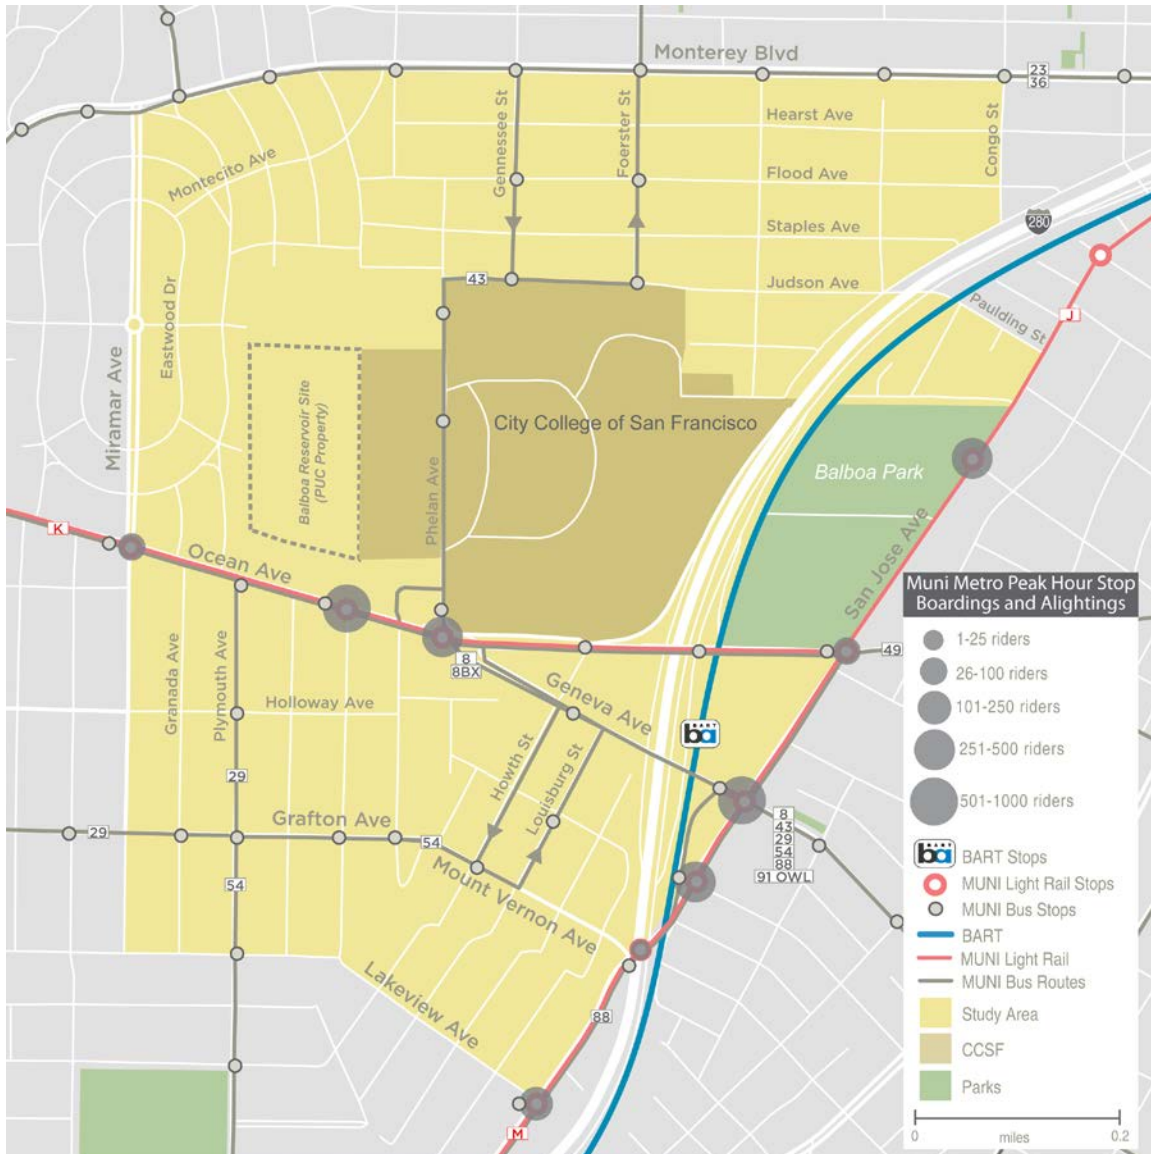 Monterey Blvd
23
36
Gennessee St
Foerster St
Hearst Ave
Congo St
Montecito Ave
Flood Ave
280
Staples Ave
43
Judson Ave
Eastwood Dr
Paulding St
J
Miramar Ave
Balboa Reservoir Site
(PUC Property)
City College of San Francisco
Phelan Ave
Balboa Park
K
Ocean Ave
San Jose Ave
Granada Ave
Plymouth Ave
8
8BX
49
Geneva Ave
Holloway Ave
BART
ba
Howth St
Louisburg St
29
29
Grafton Ave
54
8
43
29
54
88
91 OWL
54
Mount Vernon Ave
Lakeview Ave
88
M
Muni Metro Peak Hour Stop
Boardings and Alightings
1-25 riders
26-100 riders
101-250 riders
251-500 riders
501-1000 riders
BART
ba
BART Stops
MUNI Light Rail Stops
MUNI Bus Stops
BART
MUNI Light Rail
MUNI Bus Routes
Study Area
CCSF
Parks
0
miles
0.2